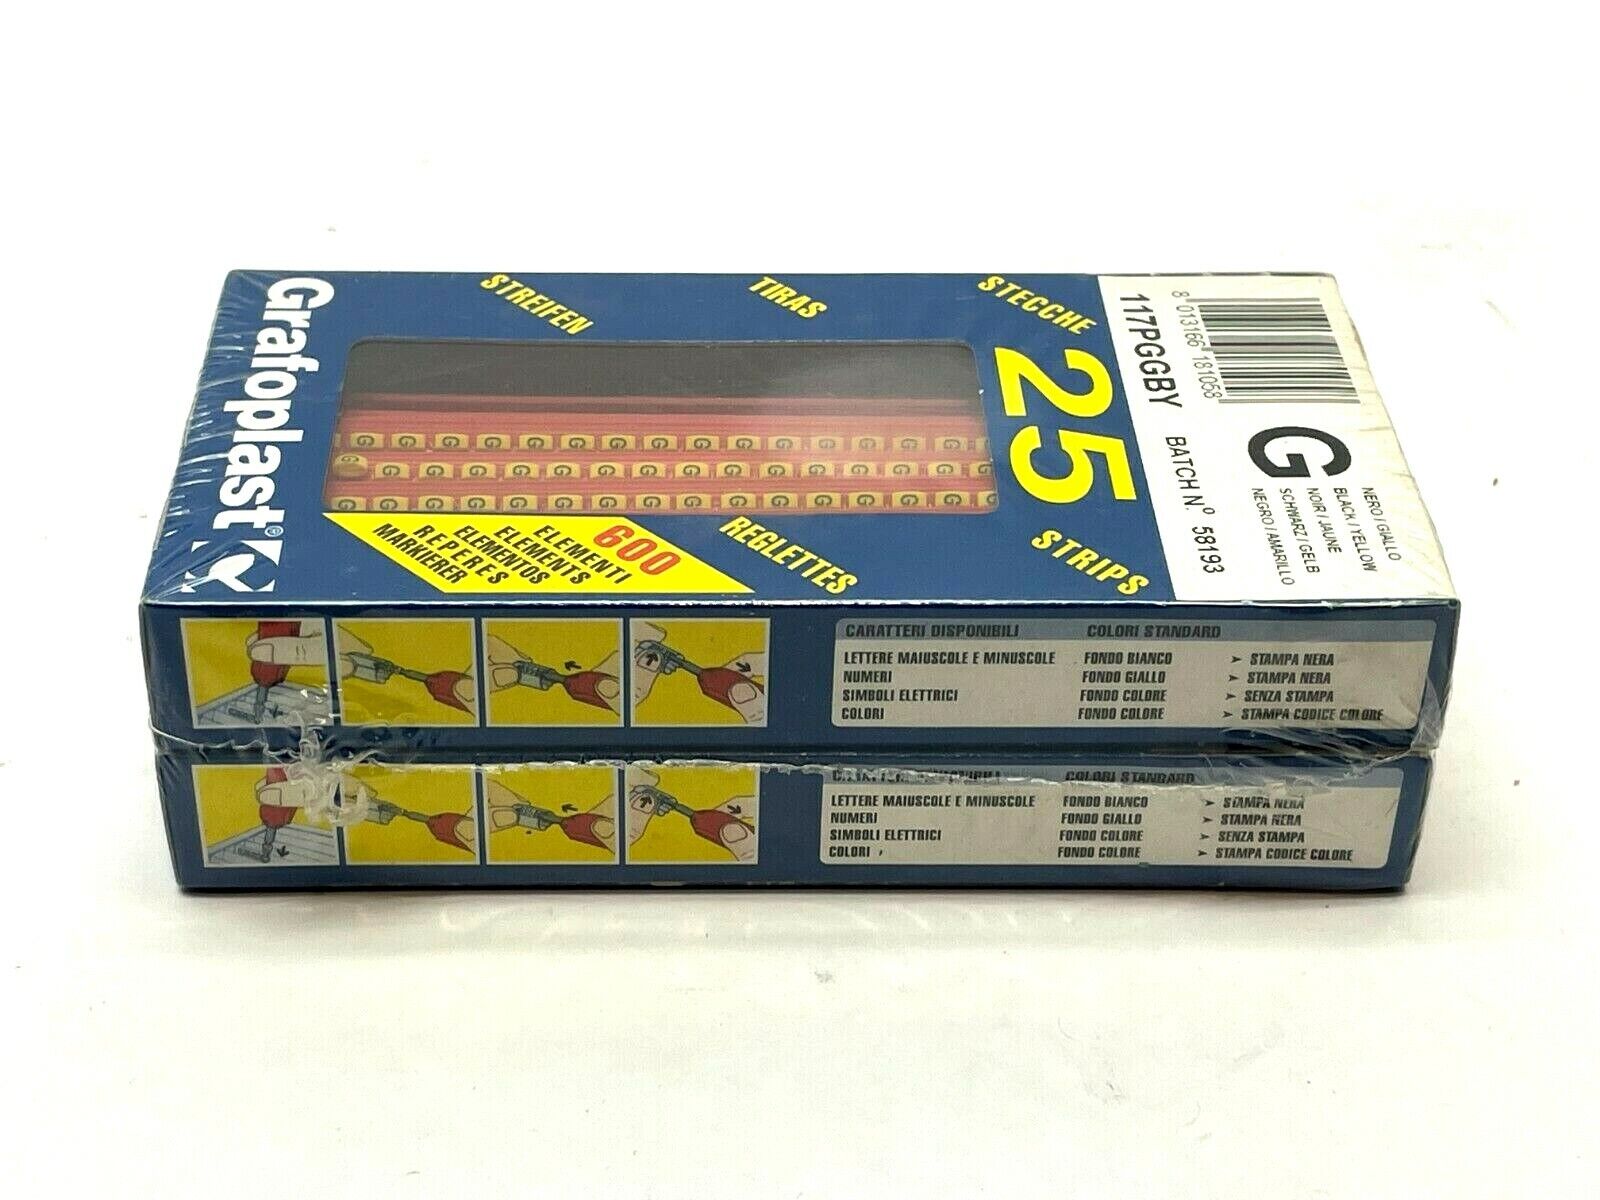 Grafoplast®
STREIFEN
TIRAS
STECCHE
25
STRIPS
REGLETTES
600
ELEMENTI
ELEMENTS
ELEMENTOS
REPERES
MARKIERER
8 013166 181058
117PGGBY
BATCH N.º 58193
G
NERO / GIALLO
BLACK / YELLOW
NOIR / JAUNE
SCHWARZ / GELB
NEGRO / AMARILLO
G G G G G G G G G G G G G G G
G G G G G G G G G G G G G G G G
G G G G G G G G G G G G G G G G
CARATTERI DISPONIBILI COLORI STANDARD
LETTERE MAIUSCOLE E MINUSCOLE FONDO BIANCO ➤ STAMPA NERA
NUMERI FONDO GIALLO ➤ STAMPA NERA
SIMBOLI ELETTRICI FONDO COLORE ➤ SENZA STAMPA
COLORI FONDO COLORE ➤ STAMPA CODICE COLORE
COLORI STANDARD
LETTERE MAIUSCOLE E MINUSCOLE FONDO BIANCO ➤ STAMPA NERA
NUMERI FONDO GIALLO ➤ STAMPA NERA
SIMBOLI ELETTRICI FONDO COLORE ➤ SENZA STAMPA
COLORI FONDO COLORE ➤ STAMPA CODICE COLORE